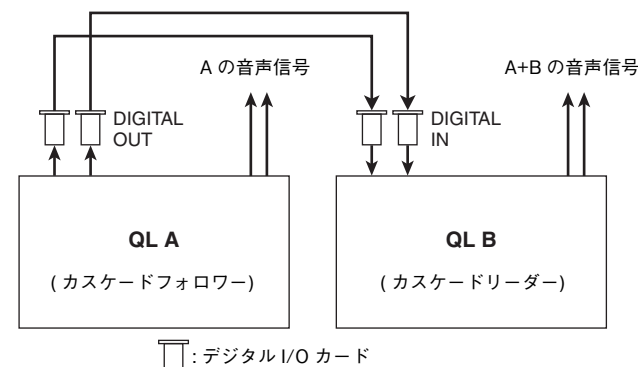 A の音声信号
A+B の音声信号
DIGITAL
OUT
DIGITAL
IN
QL A
( カスケードフォロワー)
QL B
( カスケードリーダー)
: デジタル I/O カード